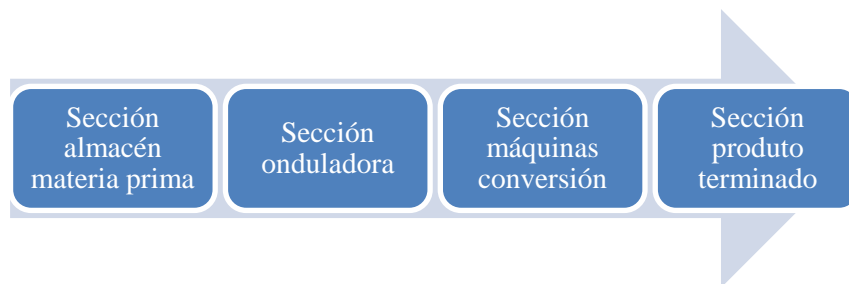 Sección
almacén
materia prima
Sección
onduladora
Sección
máquinas
conversión
Sección
produto
terminado